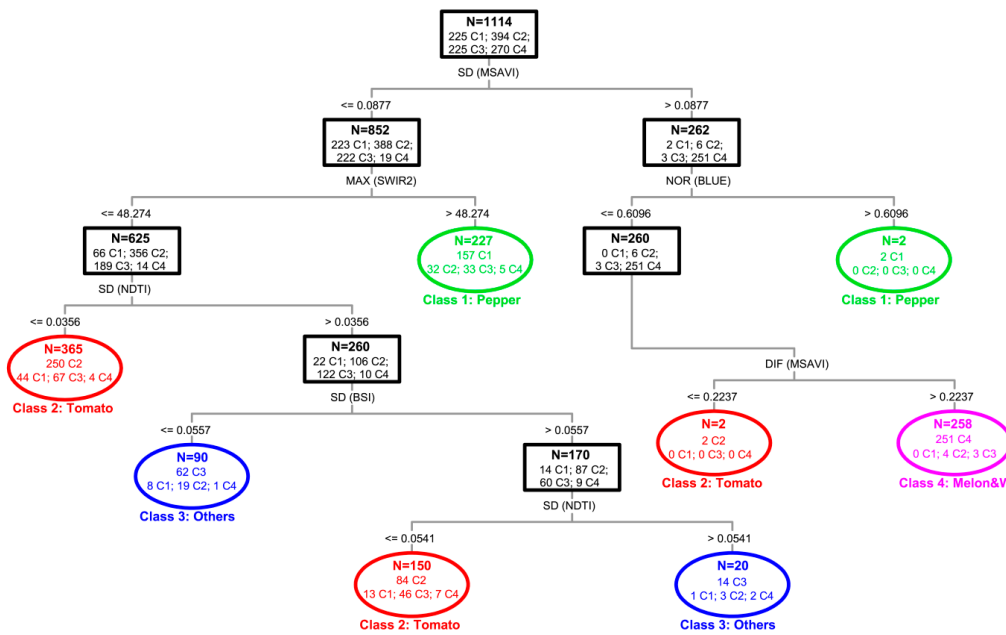 N=1114
225 C1; 394 C2;
225 C3; 270 C4
SD (MSAVI)
<= 0.0877
> 0.0877
N=852
223 C1; 388 C2;
222 C3; 19 C4
MAX (SWIR2)
N=262
2 C1; 6 C2;
3 C3; 251 C4
NOR (BLUE)
<= 48.274
> 48.274
<= 0.6096
> 0.6096
N=625
66 C1; 356 C2;
189 C3; 14 C4
SD (NDTI)
N=227
157 C1
32 C2; 33 C3; 5 C4
Class 1: Pepper
N=260
0 C1; 6 C2;
3 C3; 251 C4
N=2
2 C1
0 C2; 0 C3; 0 C4
Class 1: Pepper
<= 0.0356
> 0.0356
N=365
250 C2
44 C1; 67 C3; 4 C4
Class 2: Tomato
N=260
22 C1; 106 C2;
122 C3; 10 C4
SD (BSI)
DIF (MSAVI)
<= 0.2237
> 0.2237
<= 0.0557
> 0.0557
N=2
2 C2
0 C1; 0 C3; 0 C4
Class 2: Tomato
N=258
251 C4
0 C1; 4 C2; 3 C3
Class 4: Melon&W
N=90
62 C3
8 C1; 19 C2; 1 C4
Class 3: Others
N=170
14 C1; 87 C2;
60 C3; 9 C4
SD (NDTI)
<= 0.0541
> 0.0541
N=150
84 C2
13 C1; 46 C3; 7 C4
Class 2: Tomato
N=20
14 C3
1 C1; 3 C2; 2 C4
Class 3: Others